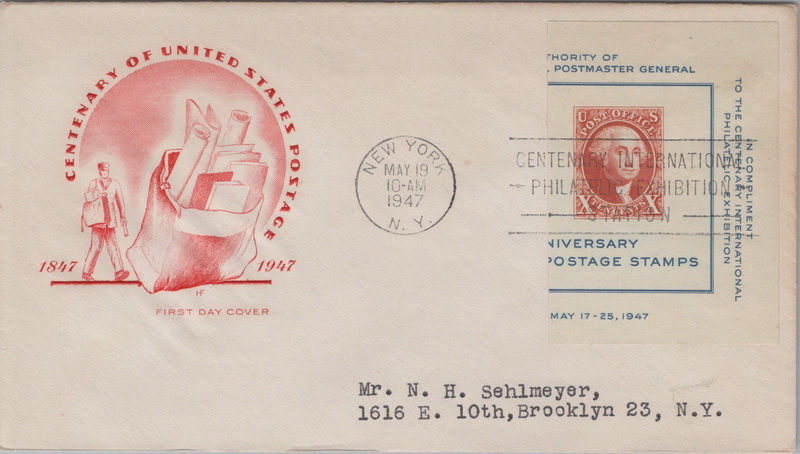 CENTENARY OF UNITED STATES POSTAGE
1847 1947
HF
FIRST DAY COVER
NEW YORK
MAY 19
10-AM
1947
N. Y.
CENTENARY INTERNATIONAL
PHILATELIC EXHIBITION
STATION
THORITY OF
. POSTMASTER GENERAL
U S
POST OFFICE
X TEN CENTS X
NIVERSARY
POSTAGE STAMPS
MAY 17-25, 1947
IN COMPLIMENT
TO THE CENTENARY INTERNATIONAL
PHILATELIC EXHIBITION
Mr. N. H. Sehlmeyer,
1616 E. 10th,Brooklyn 23, N.Y.